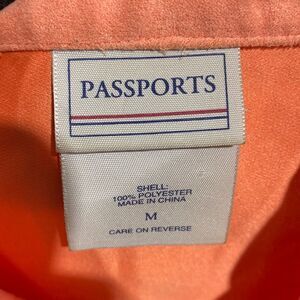 PASSPORTS
SHELL:
100% POLYESTER
MADE IN CHINA
M
CARE ON REVERSE